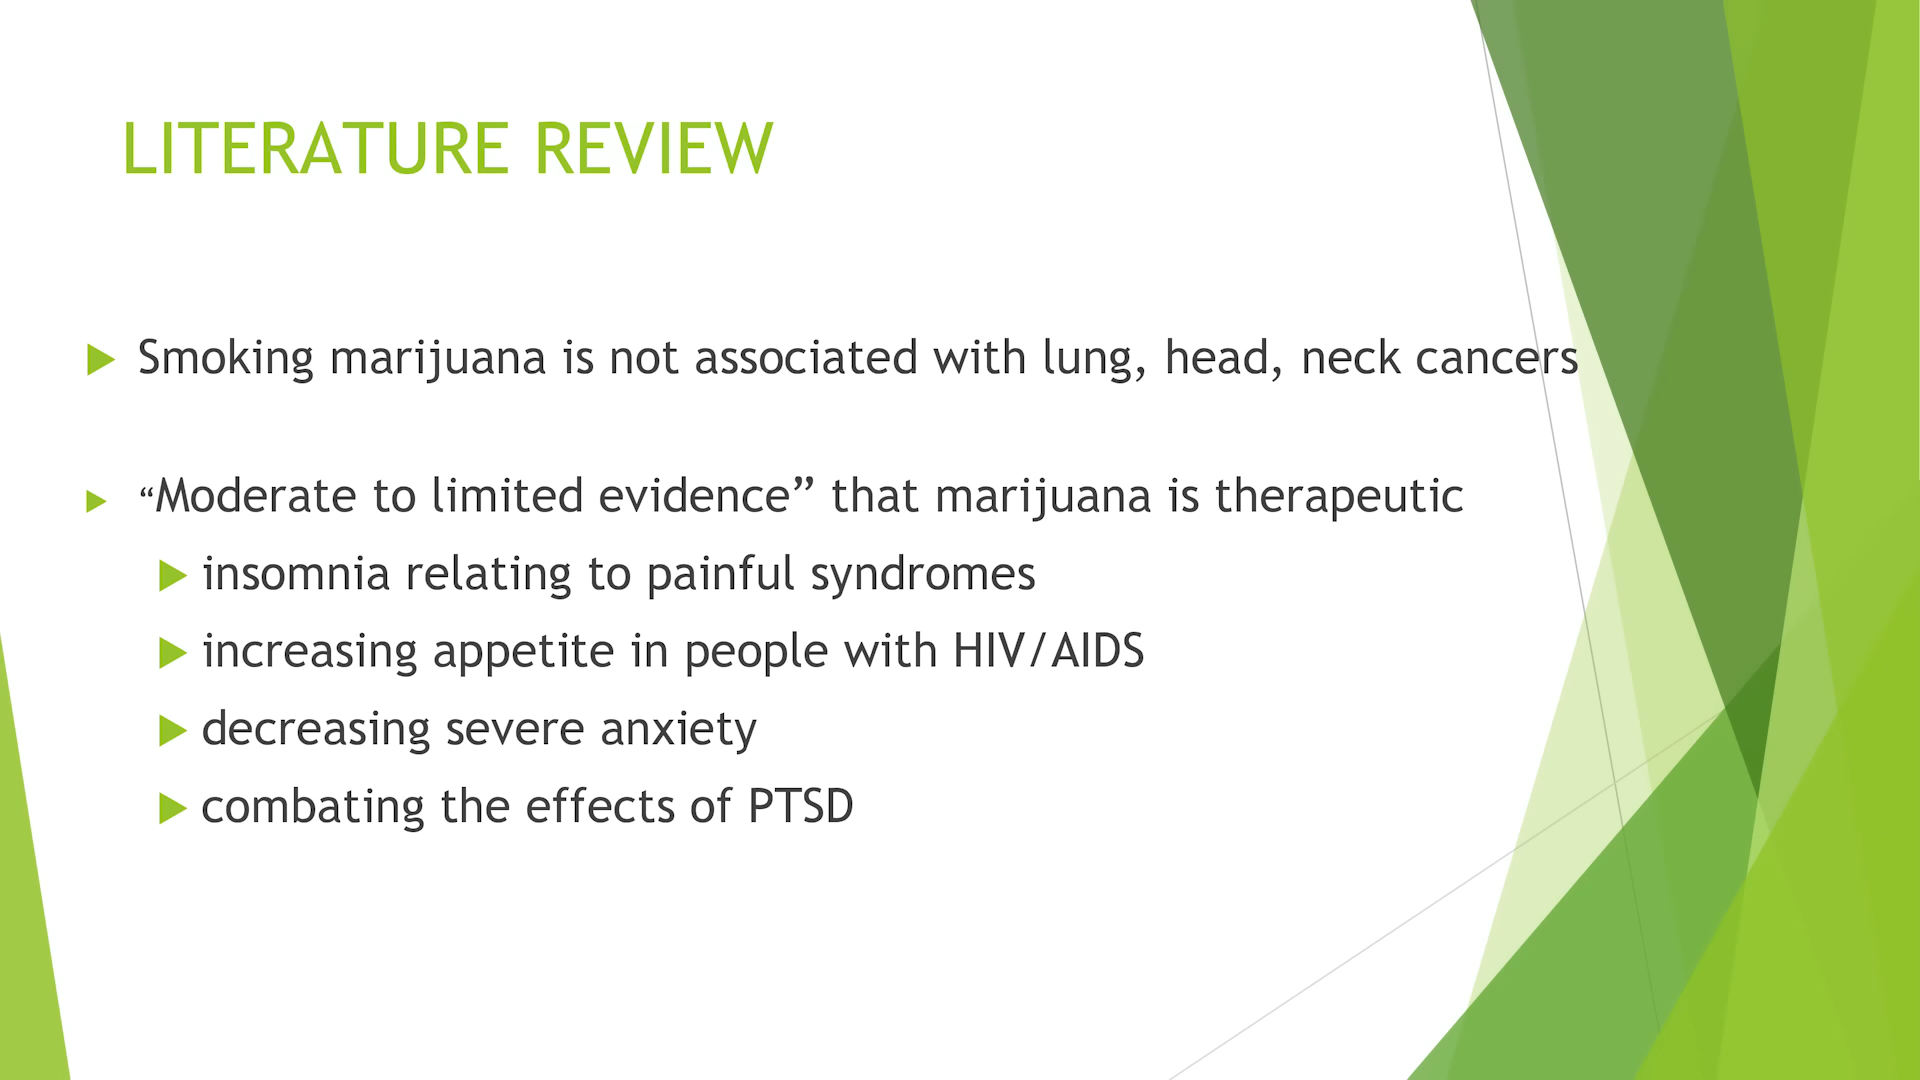 LITERATURE REVIEW
Smoking marijuana is not associated with lung, head, neck cancers
“Moderate to limited evidence” that marijuana is therapeutic
insomnia relating to painful syndromes
increasing appetite in people with HIV/AIDS
decreasing severe anxiety
combating the effects of PTSD